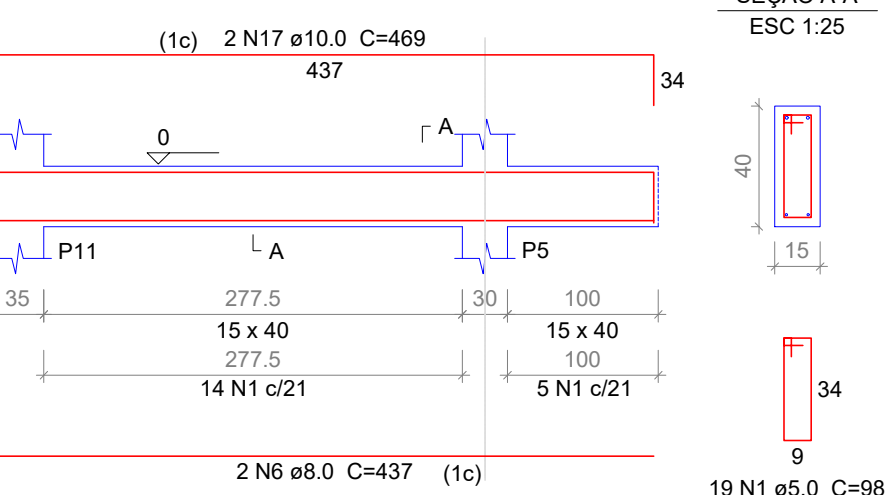 SEÇÃO A-A
ESC 1:25
(1c) 2 N17 ø10.0 C=469
437
34
0
A
40
P11
A
P5
15
35
277.5
30
100
15 x 40
15 x 40
277.5
100
14 N1 c/21
5 N1 c/21
34
9
2 N6 ø8.0 C=437 (1c)
19 N1 ø5.0 C=98